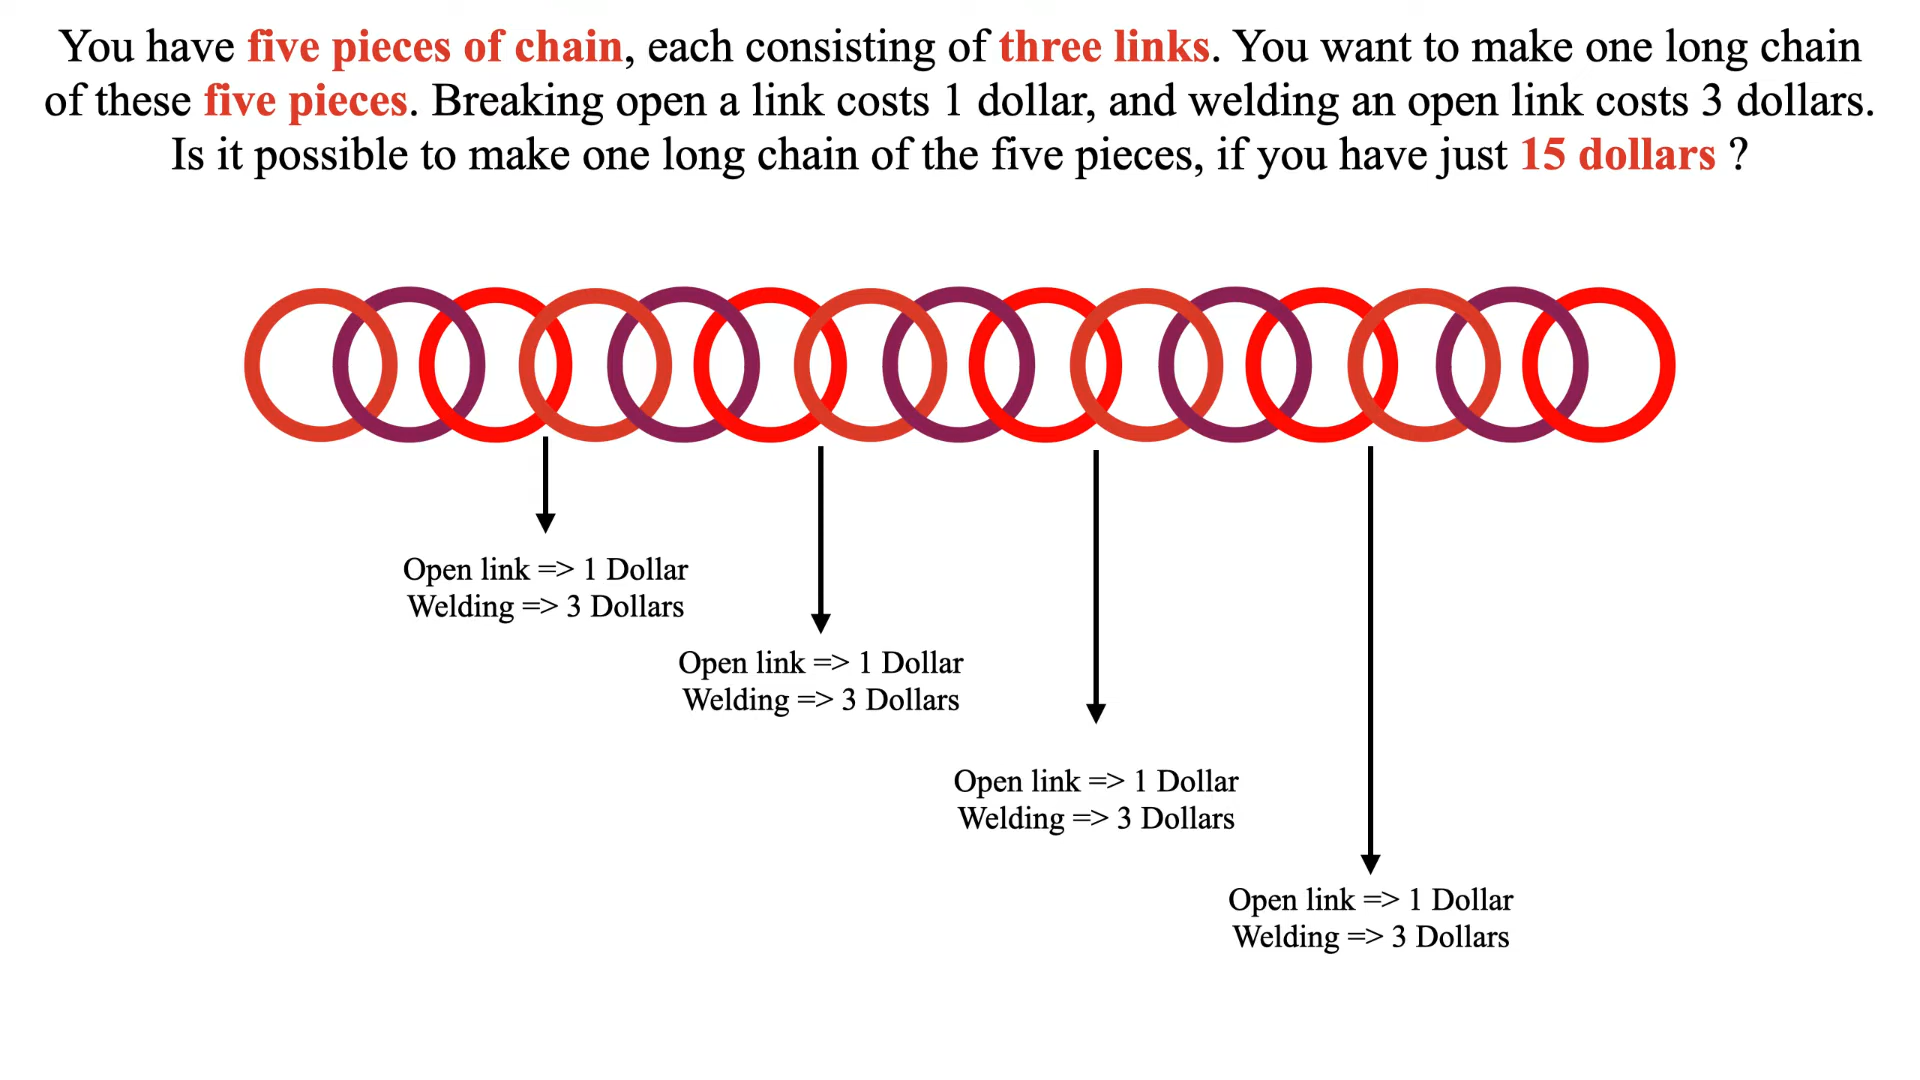 You have five pieces of chain, each consisting of three links. You want to make one long chain
of these five pieces. Breaking open a link costs 1 dollar, and welding an open link costs 3 dollars.
Is it possible to make one long chain of the five pieces, if you have just 15 dollars ?
Open link => 1 Dollar
Welding => 3 Dollars
Open link => 1 Dollar
Welding => 3 Dollars
Open link => 1 Dollar
Welding => 3 Dollars
Open link => 1 Dollar
Welding => 3 Dollars